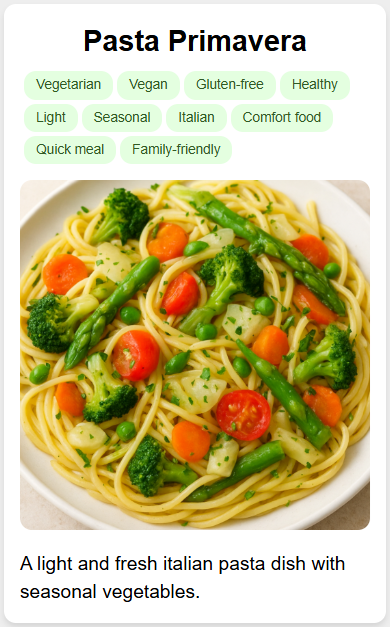 Pasta Primavera
Vegetarian Vegan Gluten-free Healthy
Light Seasonal Italian Comfort food
Quick meal Family-friendly
A light and fresh italian pasta dish with
seasonal vegetables.